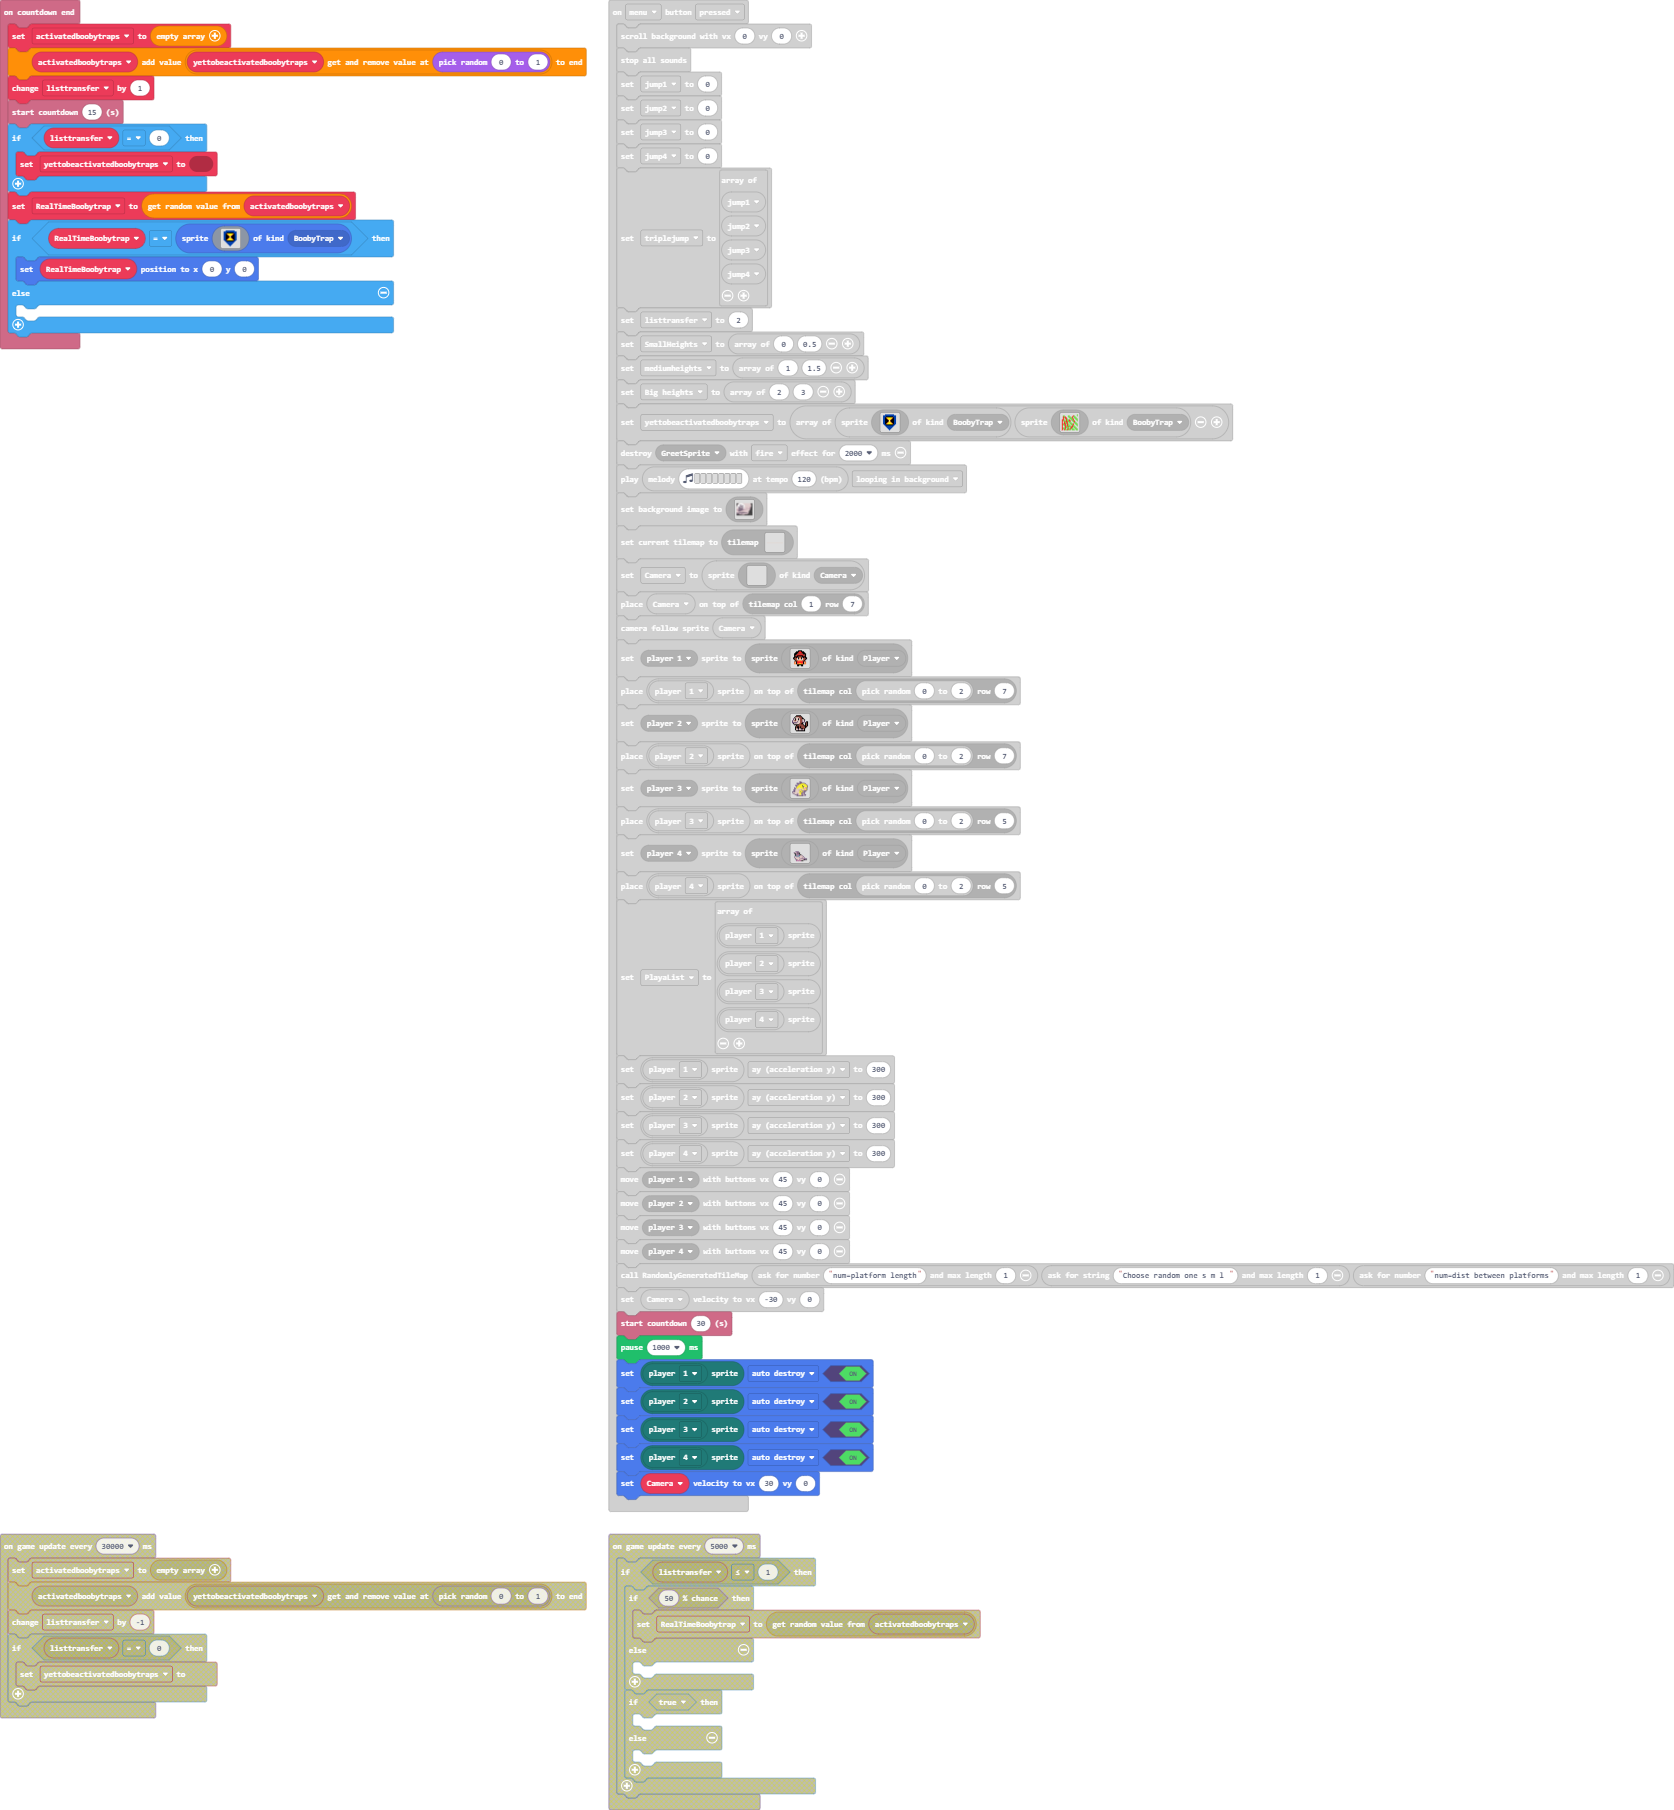 on countdown end
set activatedboobytraps to empty array
activatedboobytraps add value yettobeactivatedboobytraps get and remove value at pick random 0 to 1 to end
change listtransfer by 1
start countdown 15 (s)
if listtransfer = 0 then
set yettobeactivatedboobytraps to
set RealTimeBoobytrap to get random value from activatedboobytraps
if RealTimeBoobytrap = sprite of kind BoobyTrap then
set RealTimeBoobytrap position to x 0 y 0
else
on menu button pressed
scroll background with vx 0 vy 0
stop all sounds
set jump1 to 0
set jump2 to 0
set jump3 to 0
set jump4 to 0
array of
jump1
jump2
set triplejump to
jump3
jump4
set listtransfer to 2
set SmallHeights to array of 0 0.5
set mediumheights to array of 1 1.5
set Big heights to array of 2 3
set yettobeactivatedboobytraps to array of sprite of kind BoobyTrap sprite of kind BoobyTrap
destroy GreetSprite with fire effect for 2000 ms
play melody at tempo 120 (bpm) looping in background
set background image to
set current tilemap to tilemap
set Camera to sprite of kind Camera
place Camera on top of tilemap col 1 row 7
camera follow sprite Camera
set player 1 sprite to sprite of kind Player
place player 1 sprite on top of tilemap col pick random 0 to 2 row 7
set player 2 sprite to sprite of kind Player
place player 2 sprite on top of tilemap col pick random 0 to 2 row 7
set player 3 sprite to sprite of kind Player
place player 3 sprite on top of tilemap col pick random 0 to 2 row 5
set player 4 sprite to sprite of kind Player
place player 4 sprite on top of tilemap col pick random 0 to 2 row 5
array of
player 1 sprite
player 2 sprite
set PlayaList to
player 3 sprite
player 4 sprite
set player 1 sprite ay (acceleration y) to 300
set player 2 sprite ay (acceleration y) to 300
set player 3 sprite ay (acceleration y) to 300
set player 4 sprite ay (acceleration y) to 300
move player 1 with buttons vx 45 vy 0
move player 2 with buttons vx 45 vy 0
move player 3 with buttons vx 45 vy 0
move player 4 with buttons vx 45 vy 0
call RandomlyGeneratedTileMap ask for number "num=platform length" and max length 1 ask for string "Choose random one s m l " and max length 1 ask for number "num=dist between platforms" and max length 1
set Camera velocity to vx -30 vy 0
start countdown 30 (s)
pause 1000 ms
set player 1 sprite auto destroy ON
set player 2 sprite auto destroy ON
set player 3 sprite auto destroy ON
set player 4 sprite auto destroy ON
set Camera velocity to vx 30 vy 0
on game update every 30000 ms
set activatedboobytraps to empty array
activatedboobytraps add value yettobeactivatedboobytraps get and remove value at pick random 0 to 1 to end
change listtransfer by -1
if listtransfer = 0 then
set yettobeactivatedboobytraps to
on game update every 5000 ms
if listtransfer ≤ 1 then
if 50 % chance then
set RealTimeBoobytrap to get random value from activatedboobytraps
else
if true then
else